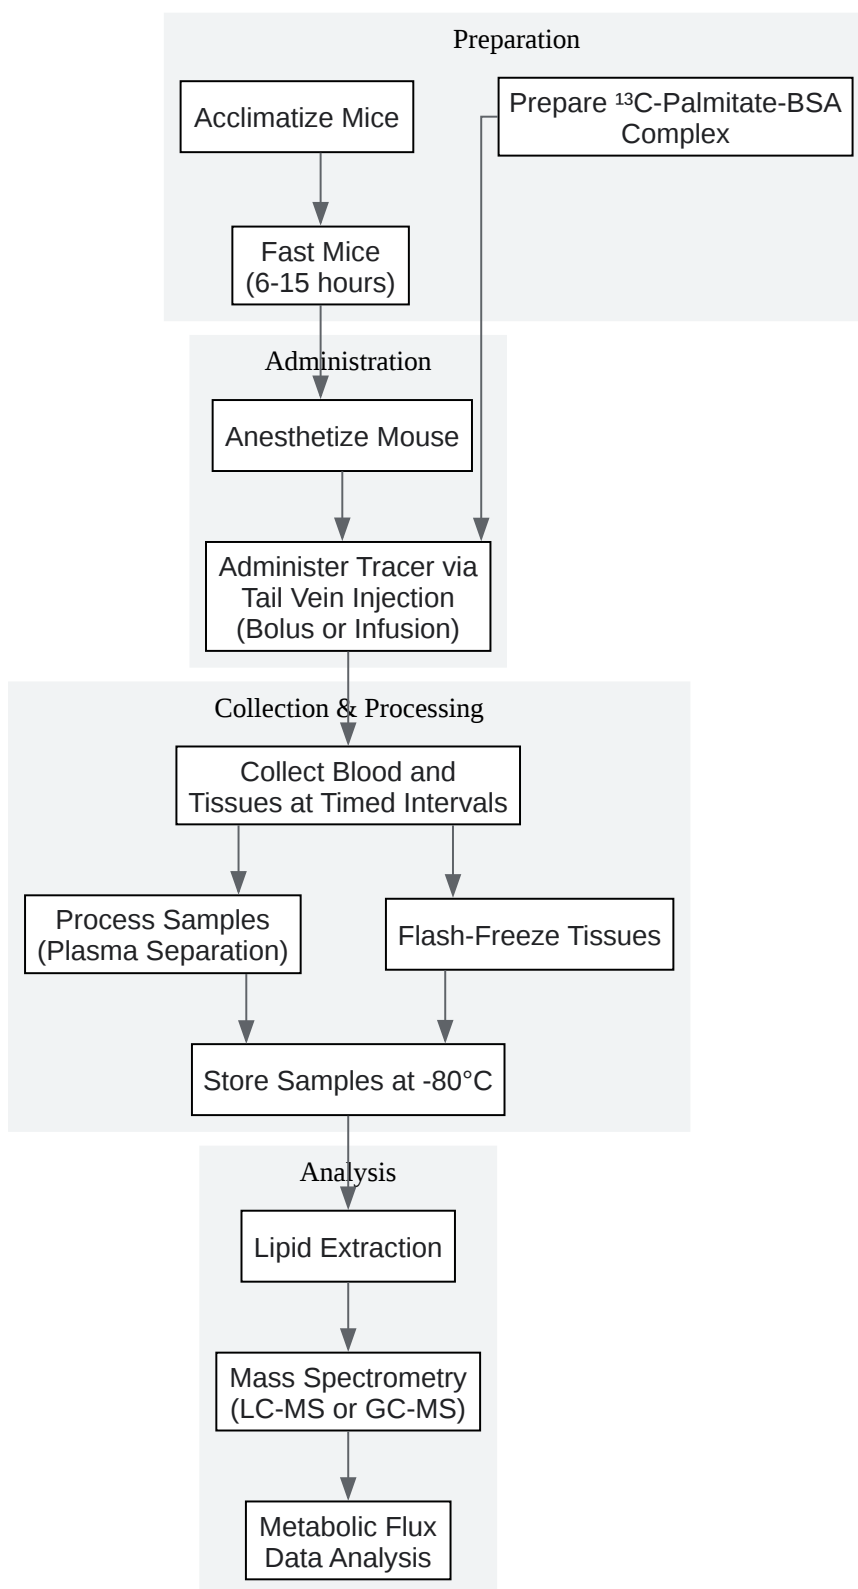 Preparation
Acclimatize Mice
Prepare ¹³C-Palmitate-BSA
Complex
Fast Mice
(6-15 hours)
Administration
Anesthetize Mouse
Administer Tracer via
Tail Vein Injection
(Bolus or Infusion)
Collection & Processing
Collect Blood and
Tissues at Timed Intervals
Process Samples
(Plasma Separation)
Flash-Freeze Tissues
Store Samples at -80°C
Analysis
Lipid Extraction
Mass Spectrometry
(LC-MS or GC-MS)
Metabolic Flux
Data Analysis